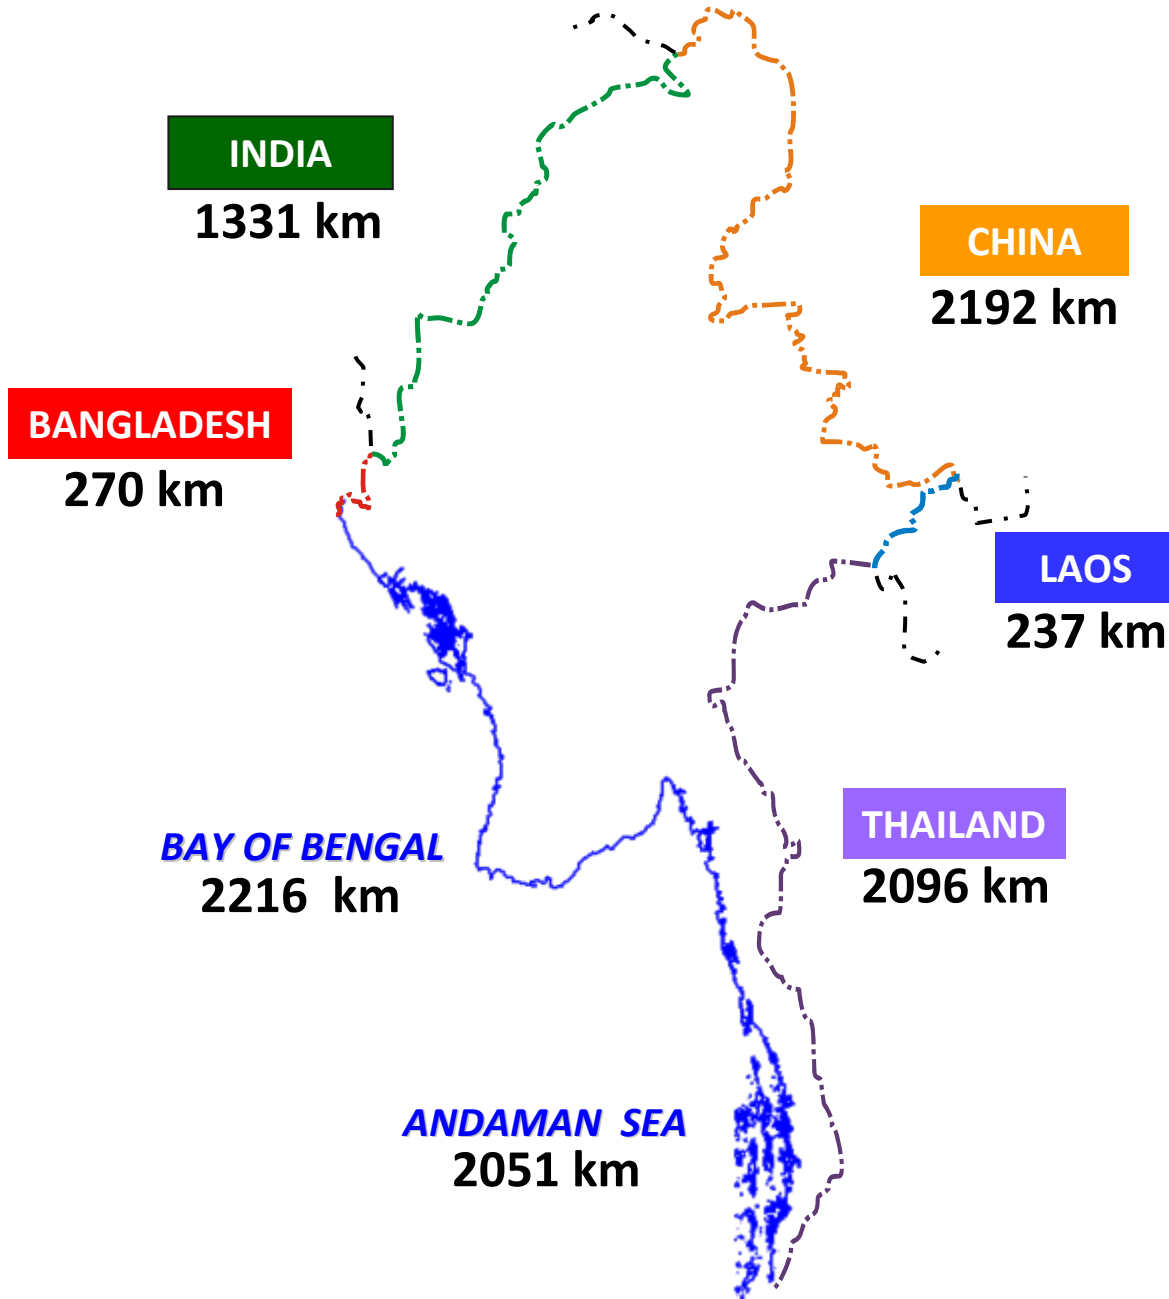 INDIA
1331 km
CHINA
2192 km
BANGLADESH
270 km
LAOS
237 km
THAILAND
2096 km
BAY OF BENGAL
2216 km
ANDAMAN SEA
2051 km